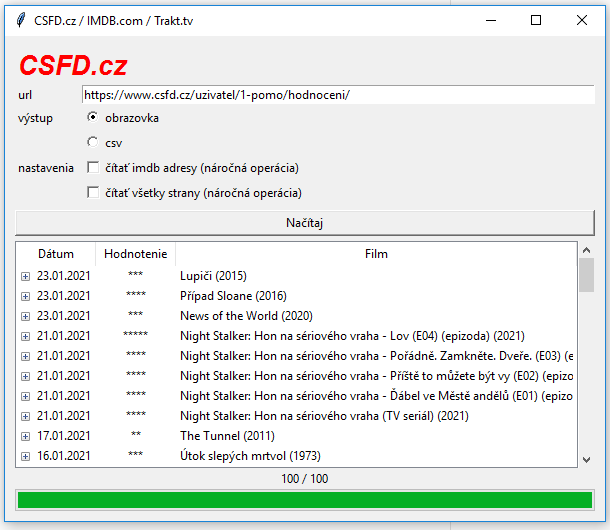 CSFD.cz / IMDB.com / Trakt.tv
CSFD.cz
url https://www.csfd.cz/uzivatel/1-pomo/hodnoceni/
výstup obrazovka
csv
nastavenia čítať imdb adresy (náročná operácia)
čítať všetky strany (náročná operácia)
Načítaj
Dátum Hodnotenie Film
23.01.2021 *** Lupiči (2015)
23.01.2021 **** Případ Sloane (2016)
23.01.2021 *** News of the World (2020)
21.01.2021 ***** Night Stalker: Hon na sériového vraha - Lov (E04) (epizoda) (2021)
21.01.2021 **** Night Stalker: Hon na sériového vraha - Pořádně. Zamkněte. Dveře. (E03) (e
21.01.2021 **** Night Stalker: Hon na sériového vraha - Příště to můžete být vy (E02) (epizo
21.01.2021 **** Night Stalker: Hon na sériového vraha - Ďábel ve Městě andělů (E01) (epizo
21.01.2021 **** Night Stalker: Hon na sériového vraha (TV seriál) (2021)
17.01.2021 ** The Tunnel (2011)
16.01.2021 *** Útok slepých mrtvol (1973)
100 / 100